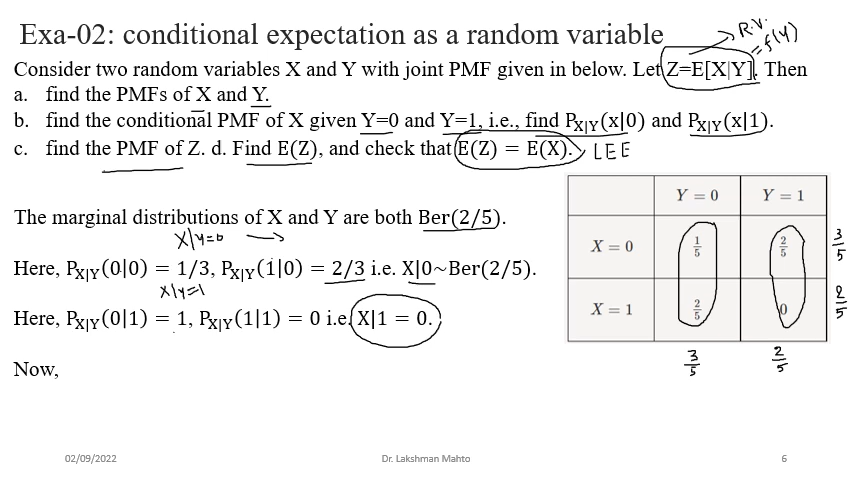 Exa-02: conditional expectation as a random variable
R.V.
= f(Y)
Consider two random variables X and Y with joint PMF given in below. Let Z=E[X|Y]. Then
a. find the PMFs of X and Y.
b. find the conditional PMF of X given Y=0 and Y=1, i.e., find P_X|Y(x|0) and P_X|Y(x|1).
c. find the PMF of Z. d. Find E(Z), and check that E(Z) = E(X). LEE
Y = 0 Y = 1
The marginal distributions of X and Y are both Ber(2/5).
X = 0 1/5 2/5 3/5
X|Y=0
Here, P_X|Y(0|0) = 1/3, P_X|Y(1|0) = 2/3 i.e. X|0~Ber(2/5).
X|Y=1
X = 1 2/5 0 2/5
Here, P_X|Y(0|1) = 1, P_X|Y(1|1) = 0 i.e. X|1 = 0.
3/5 2/5
Now,
02/09/2022 Dr. Lakshman Mahto 6